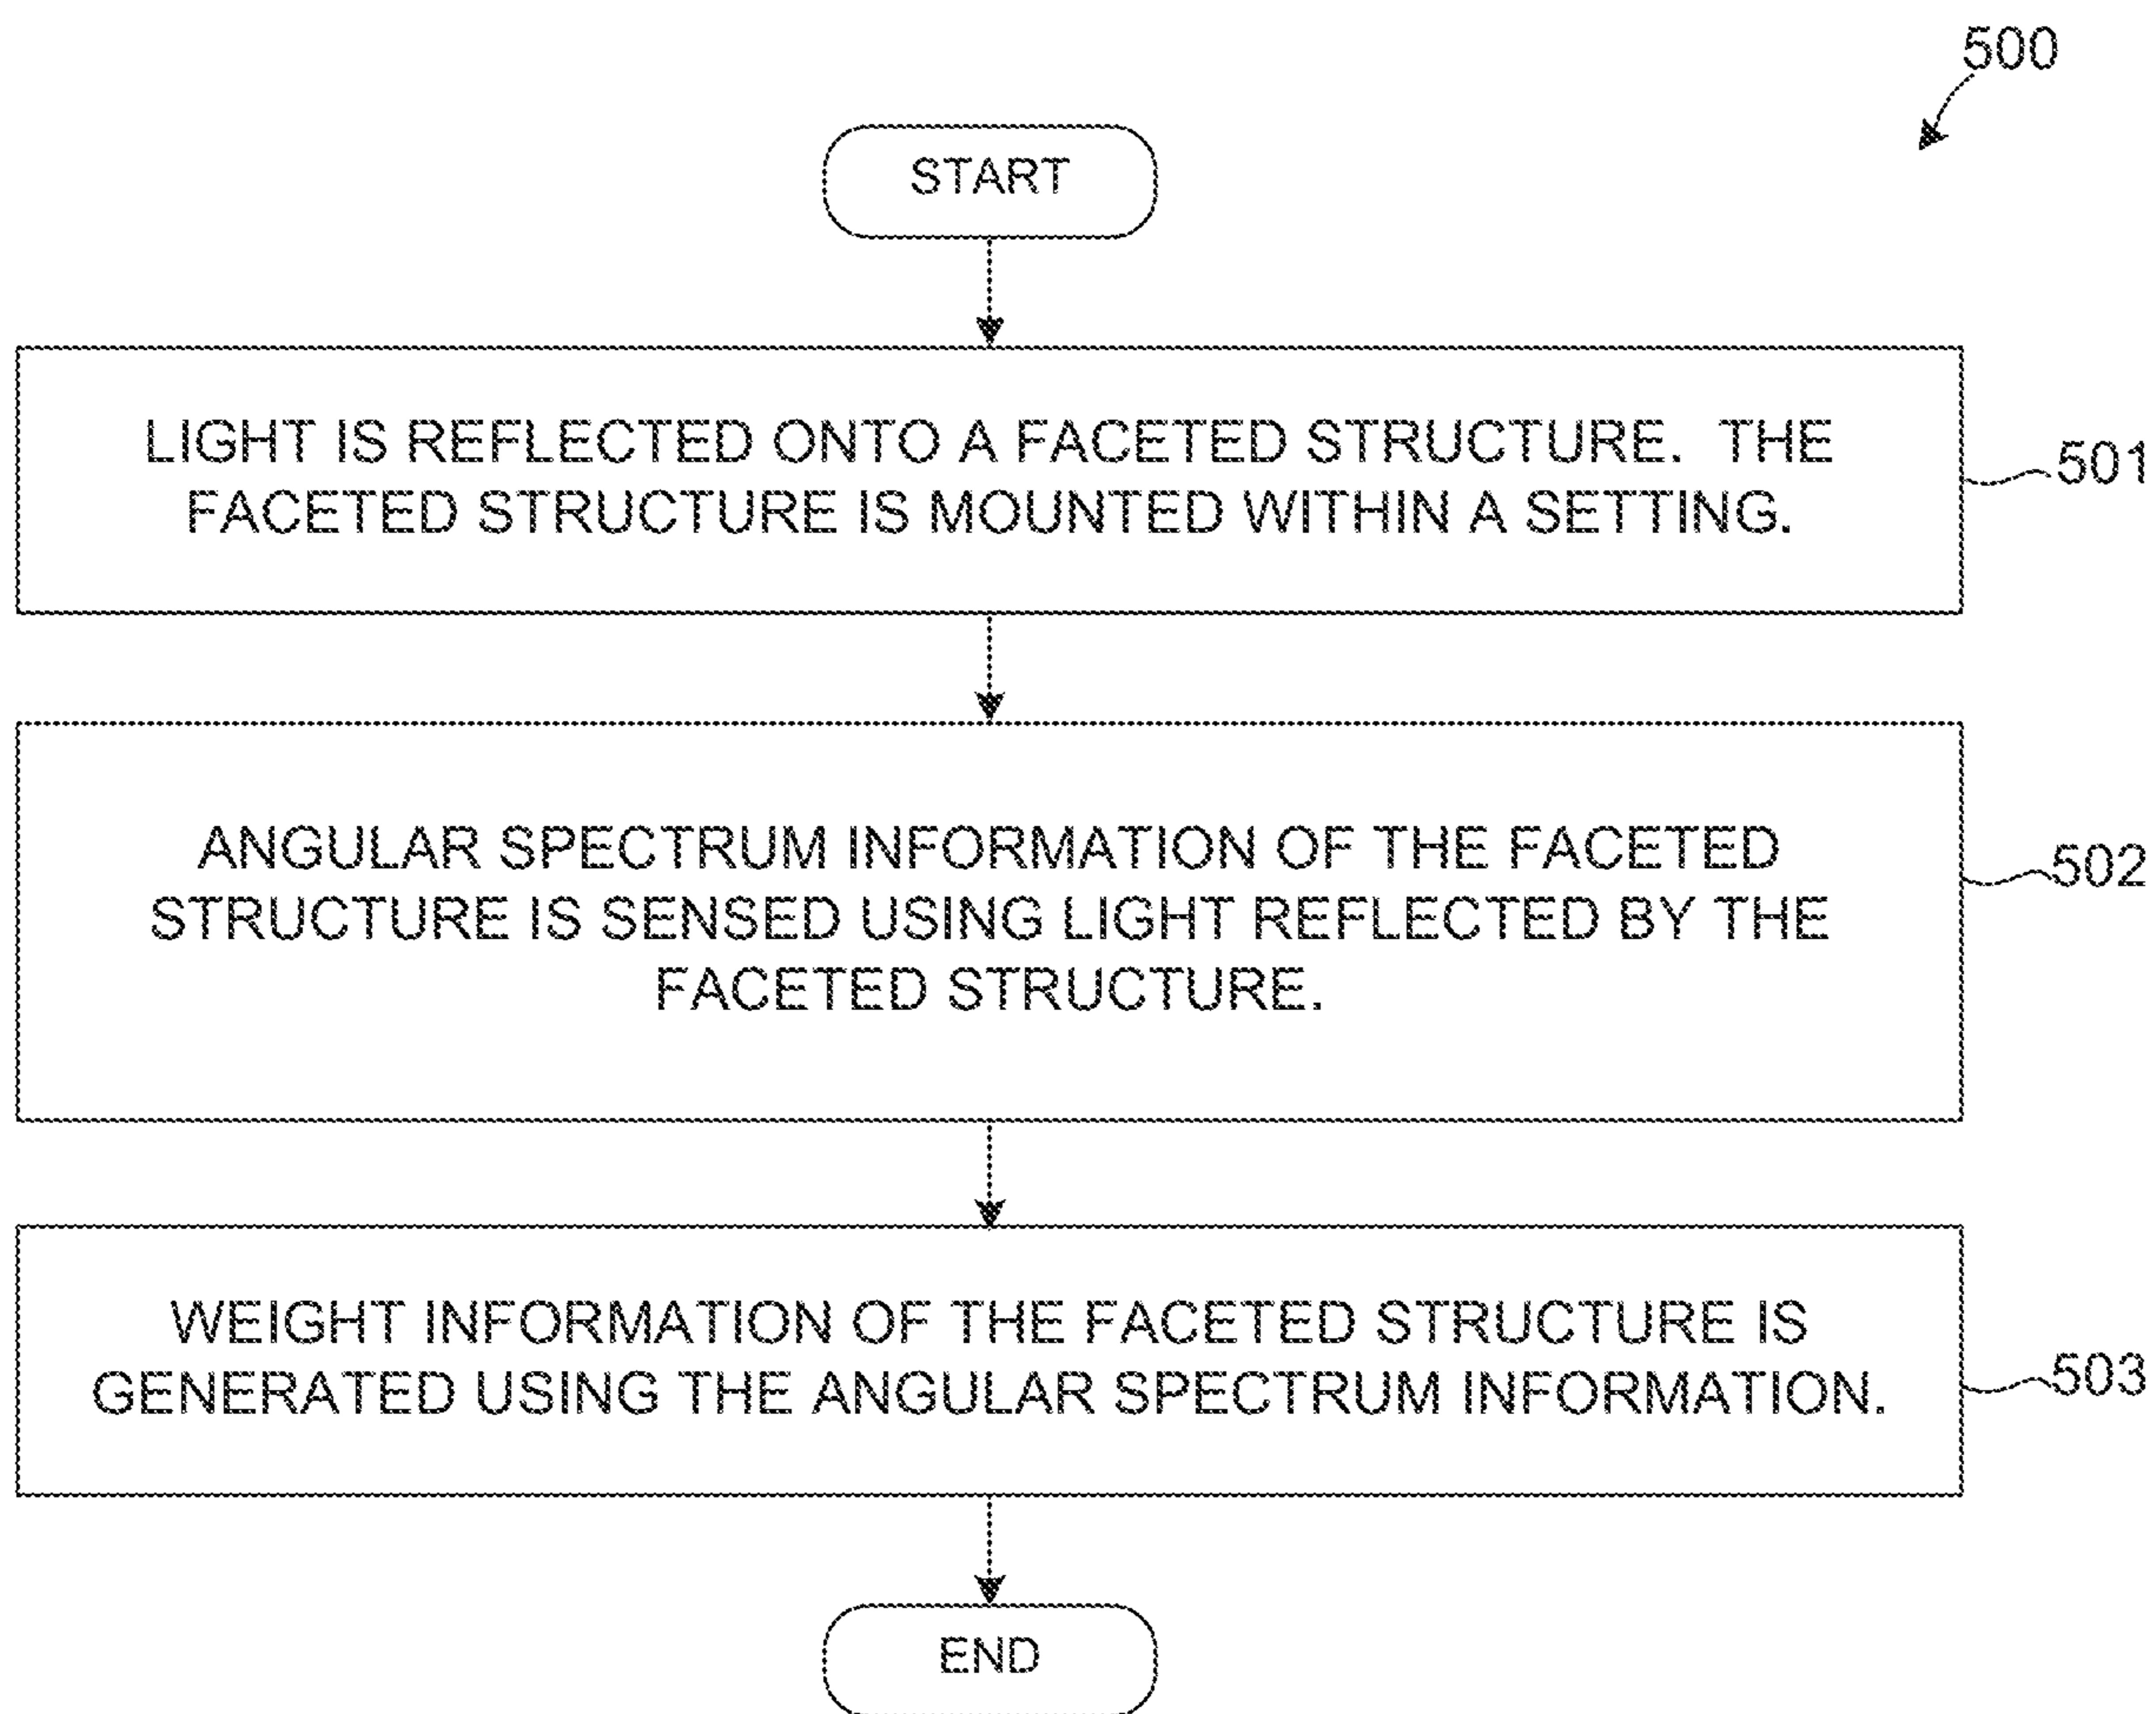 500
START
LIGHT IS REFLECTED ONTO A FACETED STRUCTURE. THE
FACETED STRUCTURE IS MOUNTED WITHIN A SETTING.
501
ANGULAR SPECTRUM INFORMATION OF THE FACETED
STRUCTURE IS SENSED USING LIGHT REFLECTED BY THE
FACETED STRUCTURE.
502
WEIGHT INFORMATION OF THE FACETED STRUCTURE IS
GENERATED USING THE ANGULAR SPECTRUM INFORMATION.
503
END